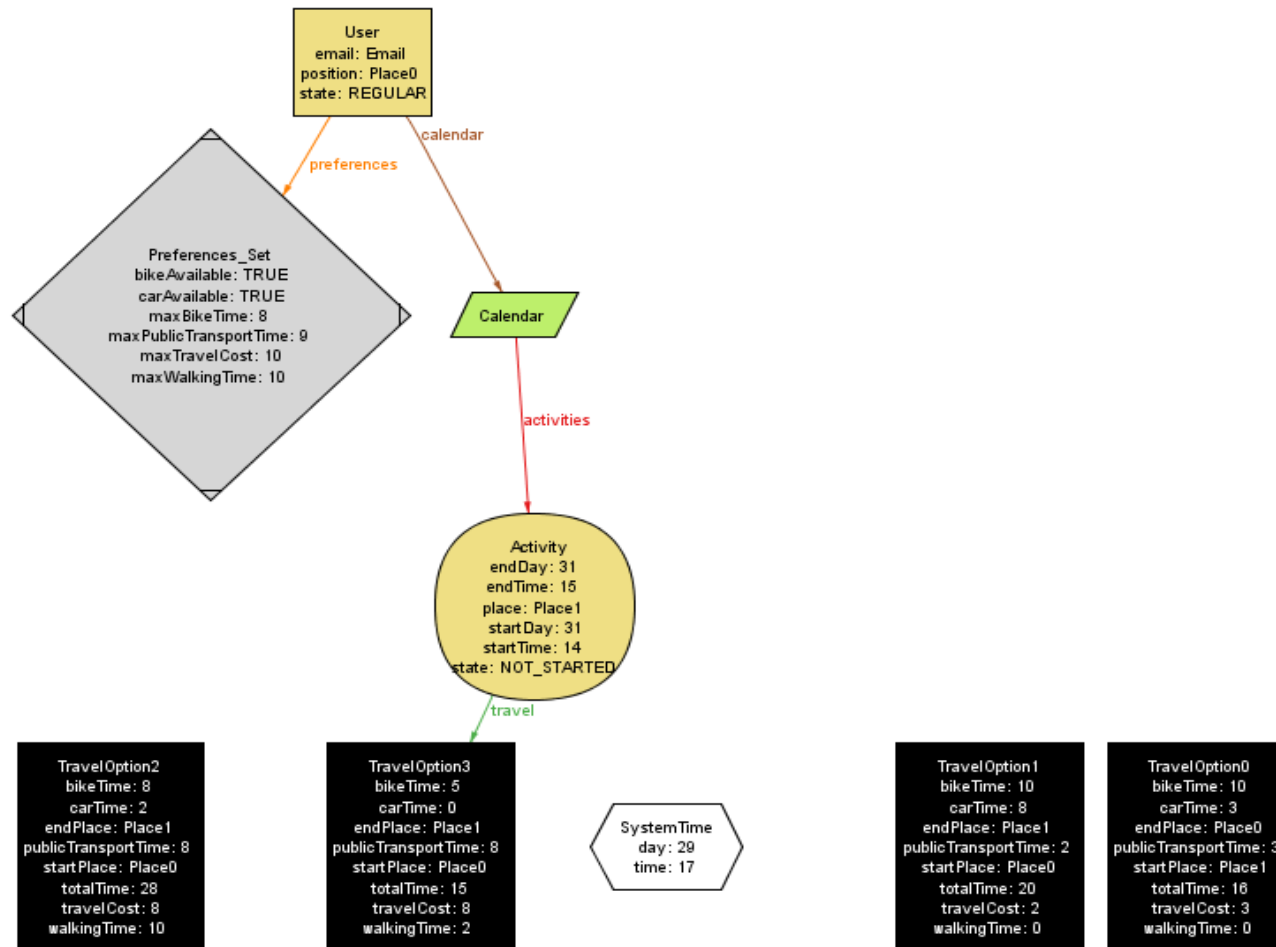 User
email: Email
position: Place0
state: REGULAR
calendar
preferences
Preferences_Set
bikeAvailable: TRUE
carAvailable: TRUE
maxBikeTime: 8
maxPublicTransportTime: 9
maxTravelCost: 10
maxWalkingTime: 10
Calendar
activities
Activity
endDay: 31
endTime: 15
place: Place1
startDay: 31
startTime: 14
state: NOT_STARTED
travel
TravelOption2
bikeTime: 8
carTime: 2
endPlace: Place1
publicTransportTime: 8
startPlace: Place0
totalTime: 28
travelCost: 8
walkingTime: 10
TravelOption3
bikeTime: 5
carTime: 0
endPlace: Place1
publicTransportTime: 8
startPlace: Place0
totalTime: 15
travelCost: 8
walkingTime: 2
SystemTime
day: 29
time: 17
TravelOption1
bikeTime: 10
carTime: 8
endPlace: Place1
publicTransportTime: 2
startPlace: Place0
totalTime: 20
travelCost: 2
walkingTime: 0
TravelOption0
bikeTime: 10
carTime: 3
endPlace: Place0
publicTransportTime: 3
startPlace: Place1
totalTime: 16
travelCost: 3
walkingTime: 0